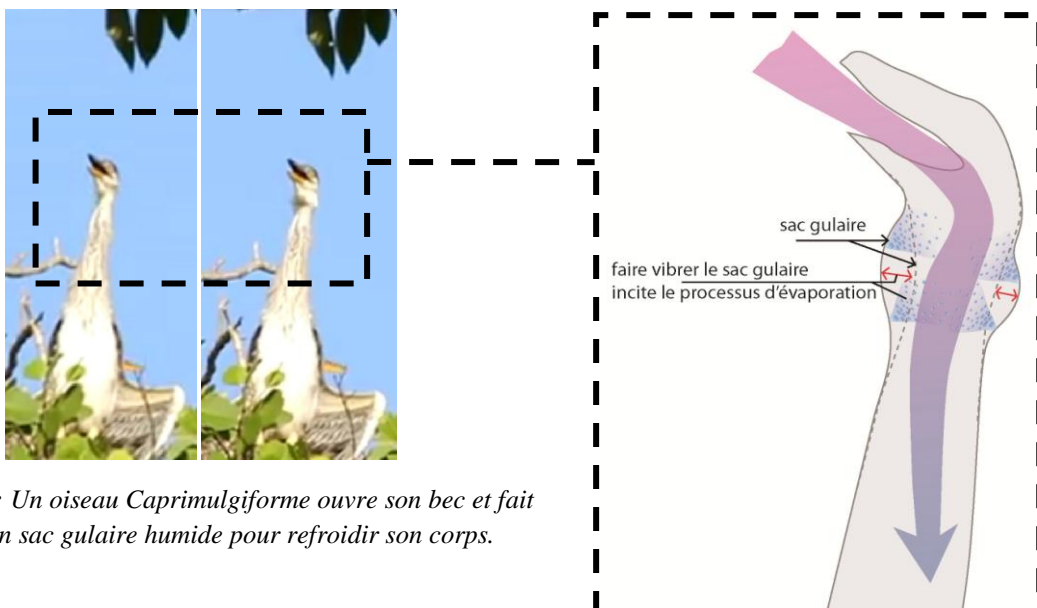 sac gulaire
faire vibrer le sac gulaire
incite le processus d'évaporation
Un oiseau Caprimulgiforme ouvre son bec et fait
sac gulaire humide pour refroidir son corps.